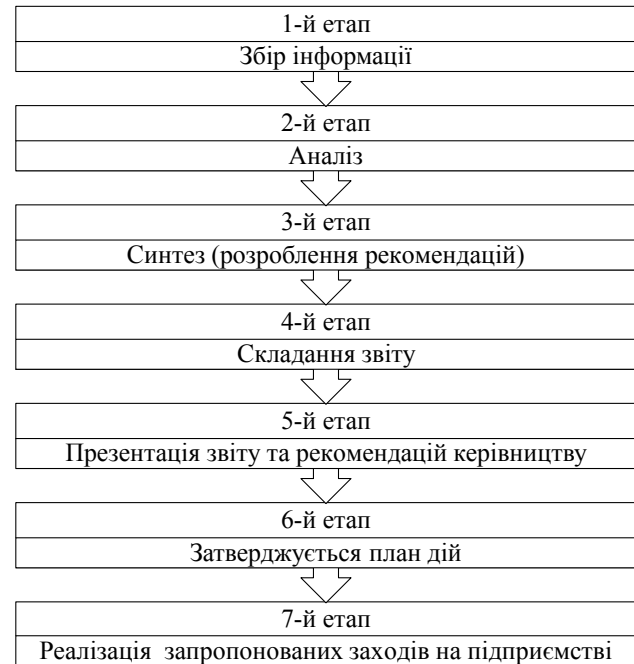 1-й етап
Збір інформації
2-й етап
Аналіз
3-й етап
Синтез (розроблення рекомендацій)
4-й етап
Складання звіту
5-й етап
Презентація звіту та рекомендацій керівництву
6-й етап
Затверджується план дій
7-й етап
Реалізація запропонованих заходів на підприємстві